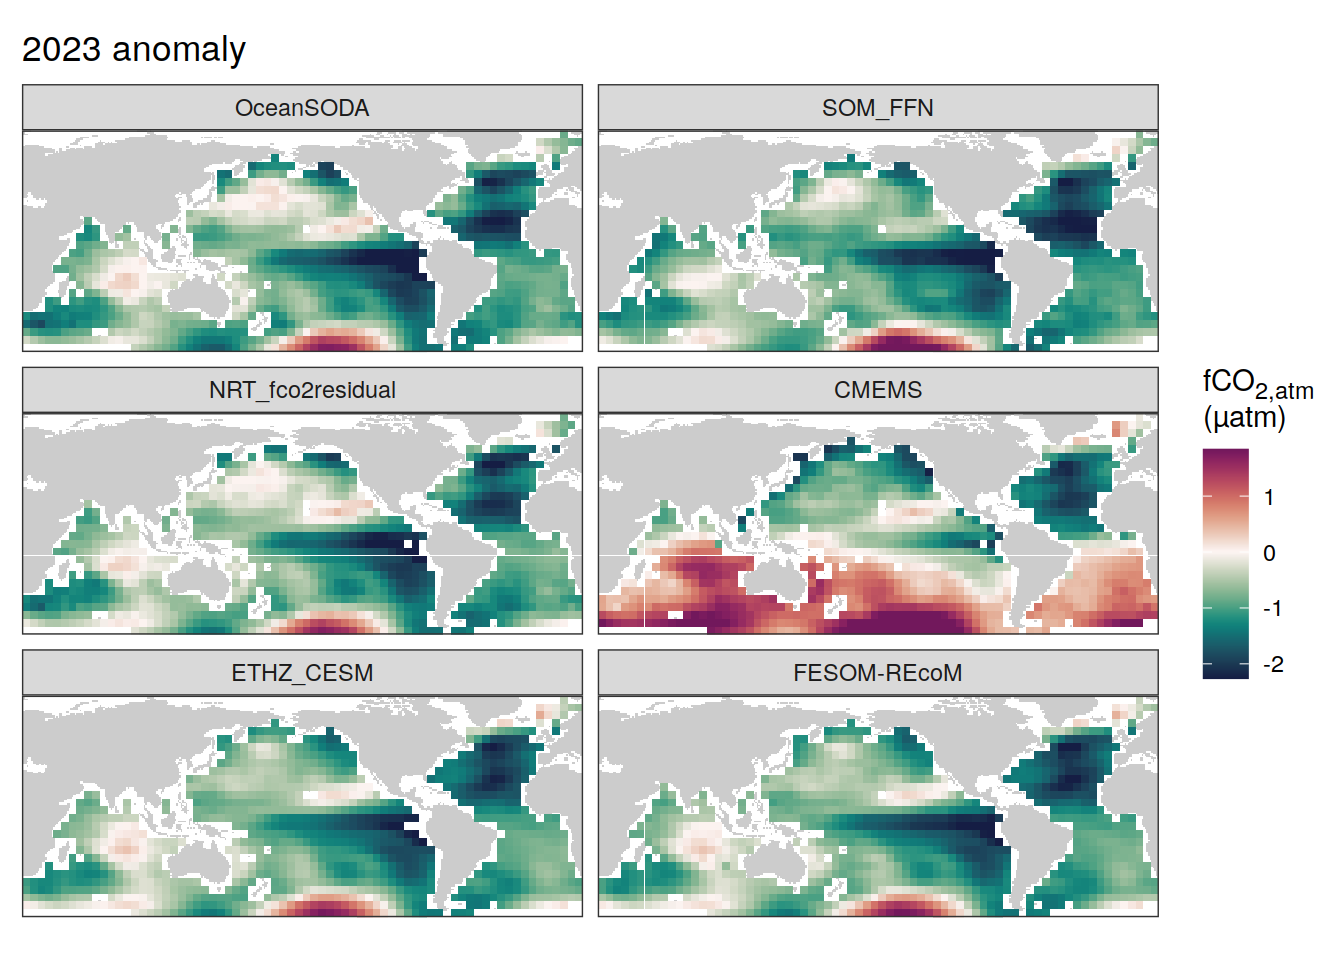 2023 anomaly
OceanSODA
SOM_FFN
NRT_fco2residual
CMEMS
ETHZ_CESM
FESOM-REcoM
fCO2,atm
(µatm)
1
0
-1
-2